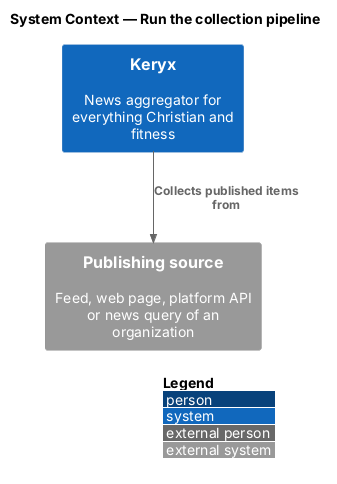 System Context — Run the collection pipeline
Keryx
News aggregator for
everything Christian and
fitness
Collects published items
from
Publishing source
Feed, web page, platform API
or news query of an
organization
Legend
person
system
external person
external system